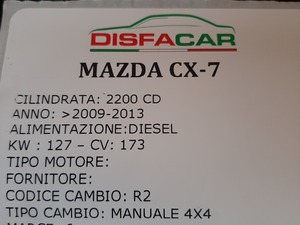 DISFACAR
MAZDA CX-7
CILINDRATA: 2200 CD
ANNO: >2009-2013
ALIMENTAZIONE:DIESEL
KW : 127 – CV: 173
TIPO MOTORE:
FORNITORE:
CODICE CAMBIO: R2
TIPO CAMBIO: MANUALE 4X4